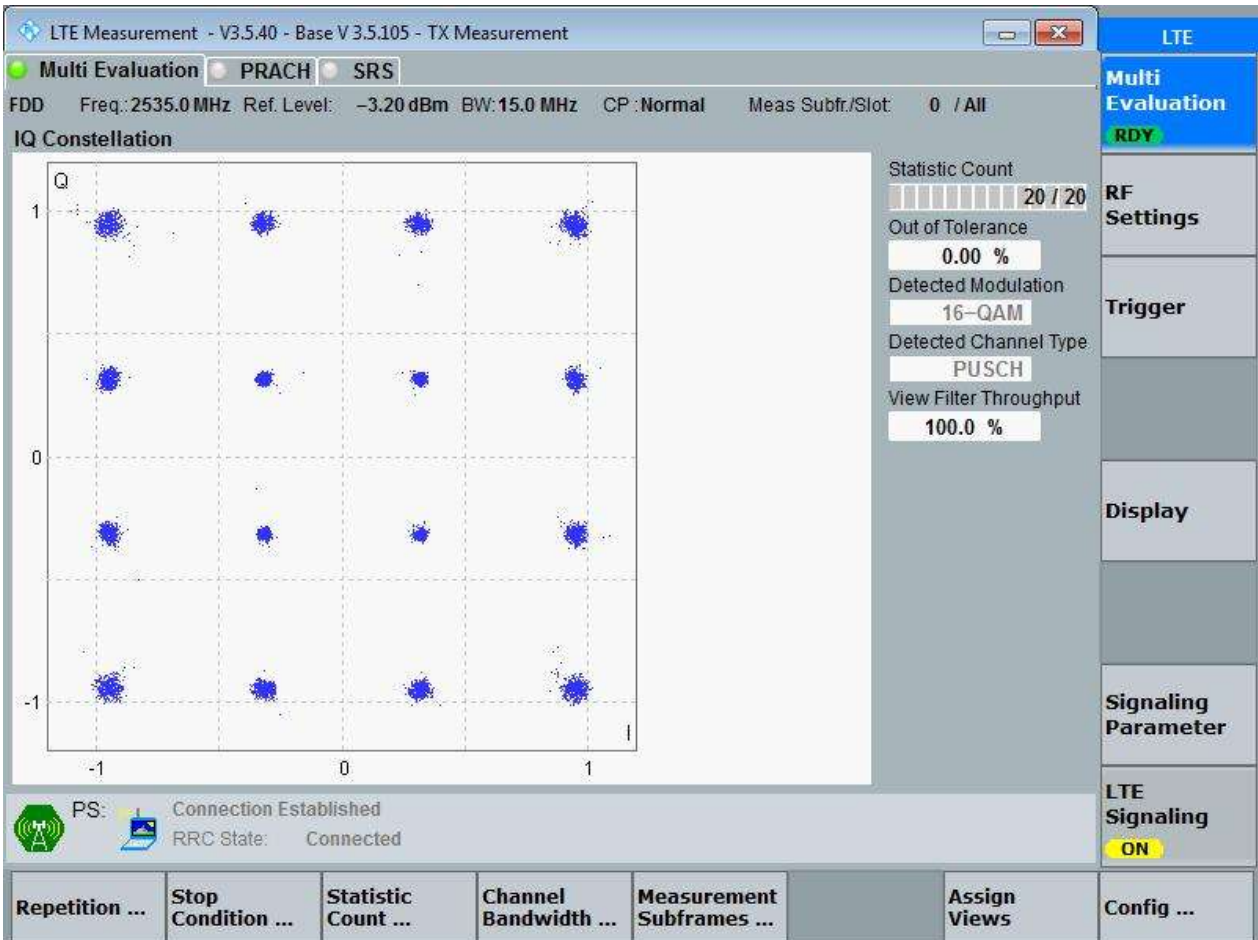 LTE Measurement - V3.5.40 - Base V 3.5.105 - TX Measurement
LTE
Multi Evaluation PRACH SRS
FDD Freq.: 2535.0 MHz Ref. Level: −3.20 dBm BW: 15.0 MHz CP : Normal Meas Subfr./Slot: 0 / All
IQ Constellation
Q
1
0
-1
I
-1 0 1
Statistic Count
20 / 20
Out of Tolerance
0.00 %
Detected Modulation
16−QAM
Detected Channel Type
PUSCH
View Filter Throughput
100.0 %
Multi
Evaluation
RDY
RF
Settings
Trigger
Display
Signaling
Parameter
LTE
Signaling
ON
PS: Connection Established
RRC State: Connected
Repetition ...
Stop
Condition ...
Statistic
Count ...
Channel
Bandwidth ...
Measurement
Subframes ...
Assign
Views
Config ...